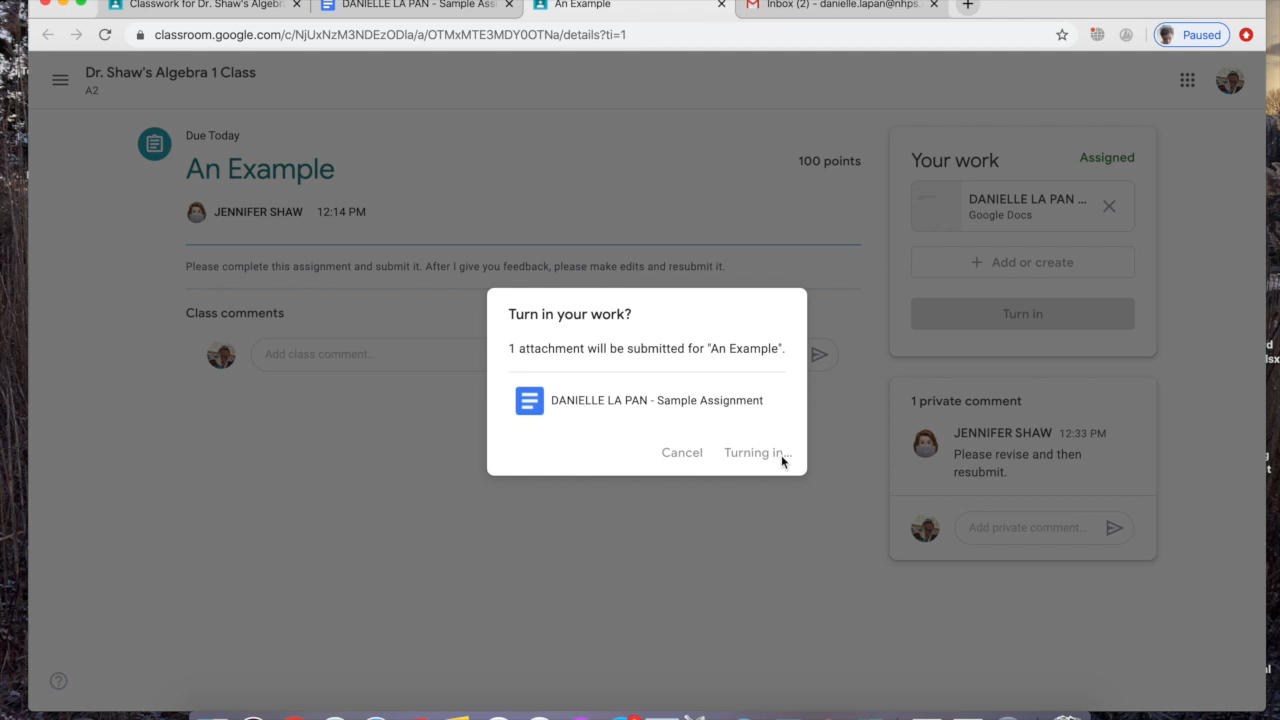 Classwork for Dr. Shaw's Algebr
DANIELLE LA PAN - Sample Assi
An Example
Inbox (2) - danielle.lapan@nhps.
classroom.google.com/c/NjUxNzM3NDEzODIa/a/OTMxMTE3MDY0OTNa/details?ti=1
Paused
Dr. Shaw's Algebra 1 Class
A2
Due Today
An Example
100 points
JENNIFER SHAW 12:14 PM
Please complete this assignment and submit it. After I give you feedback, please make edits and resubmit it.
Class comments
Add class comment...
Turn in your work?
1 attachment will be submitted for "An Example".
DANIELLE LA PAN - Sample Assignment
Cancel
Turning in...
Your work
Assigned
DANIELLE LA PAN ...
Google Docs
+ Add or create
Turn in
1 private comment
JENNIFER SHAW 12:33 PM
Please revise and then
resubmit.
Add private comment...